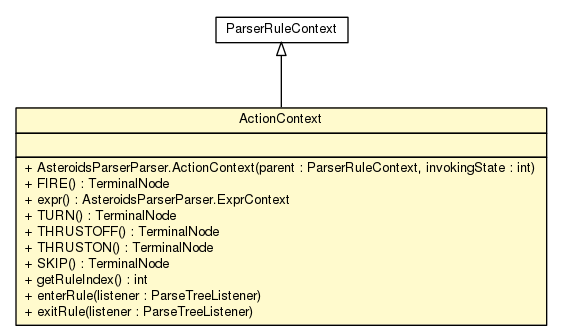 ParserRuleContext
ActionContext
+ AsteroidsParserParser.ActionContext(parent : ParserRuleContext, invokingState : int)
+ FIRE() : TerminalNode
+ expr() : AsteroidsParserParser.ExprContext
+ TURN() : TerminalNode
+ THRUSTOFF() : TerminalNode
+ THRUSTON() : TerminalNode
+ SKIP() : TerminalNode
+ getRuleIndex() : int
+ enterRule(listener : ParseTreeListener)
+ exitRule(listener : ParseTreeListener)